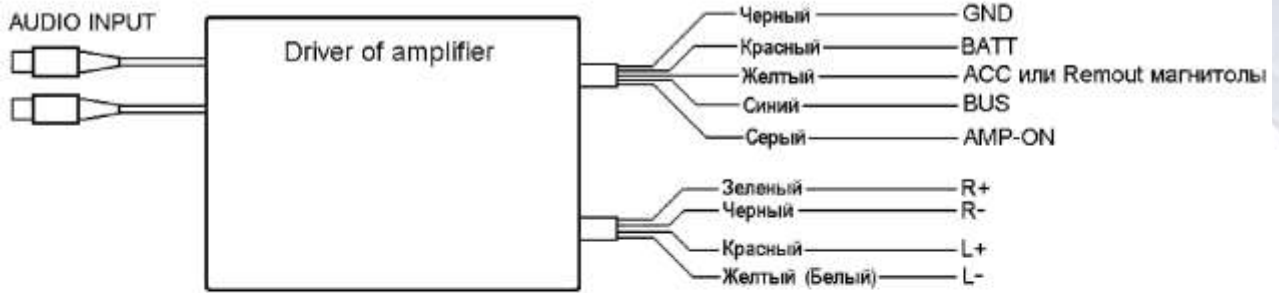 AUDIO INPUT
Driver of amplifier
Черный GND
Красный BATT
Желтый ACC или Remout магнитолы
Синий BUS
Серый AMP-ON
Зеленый R+
Черный R-
Красный L+
Желтый (Белый) L-